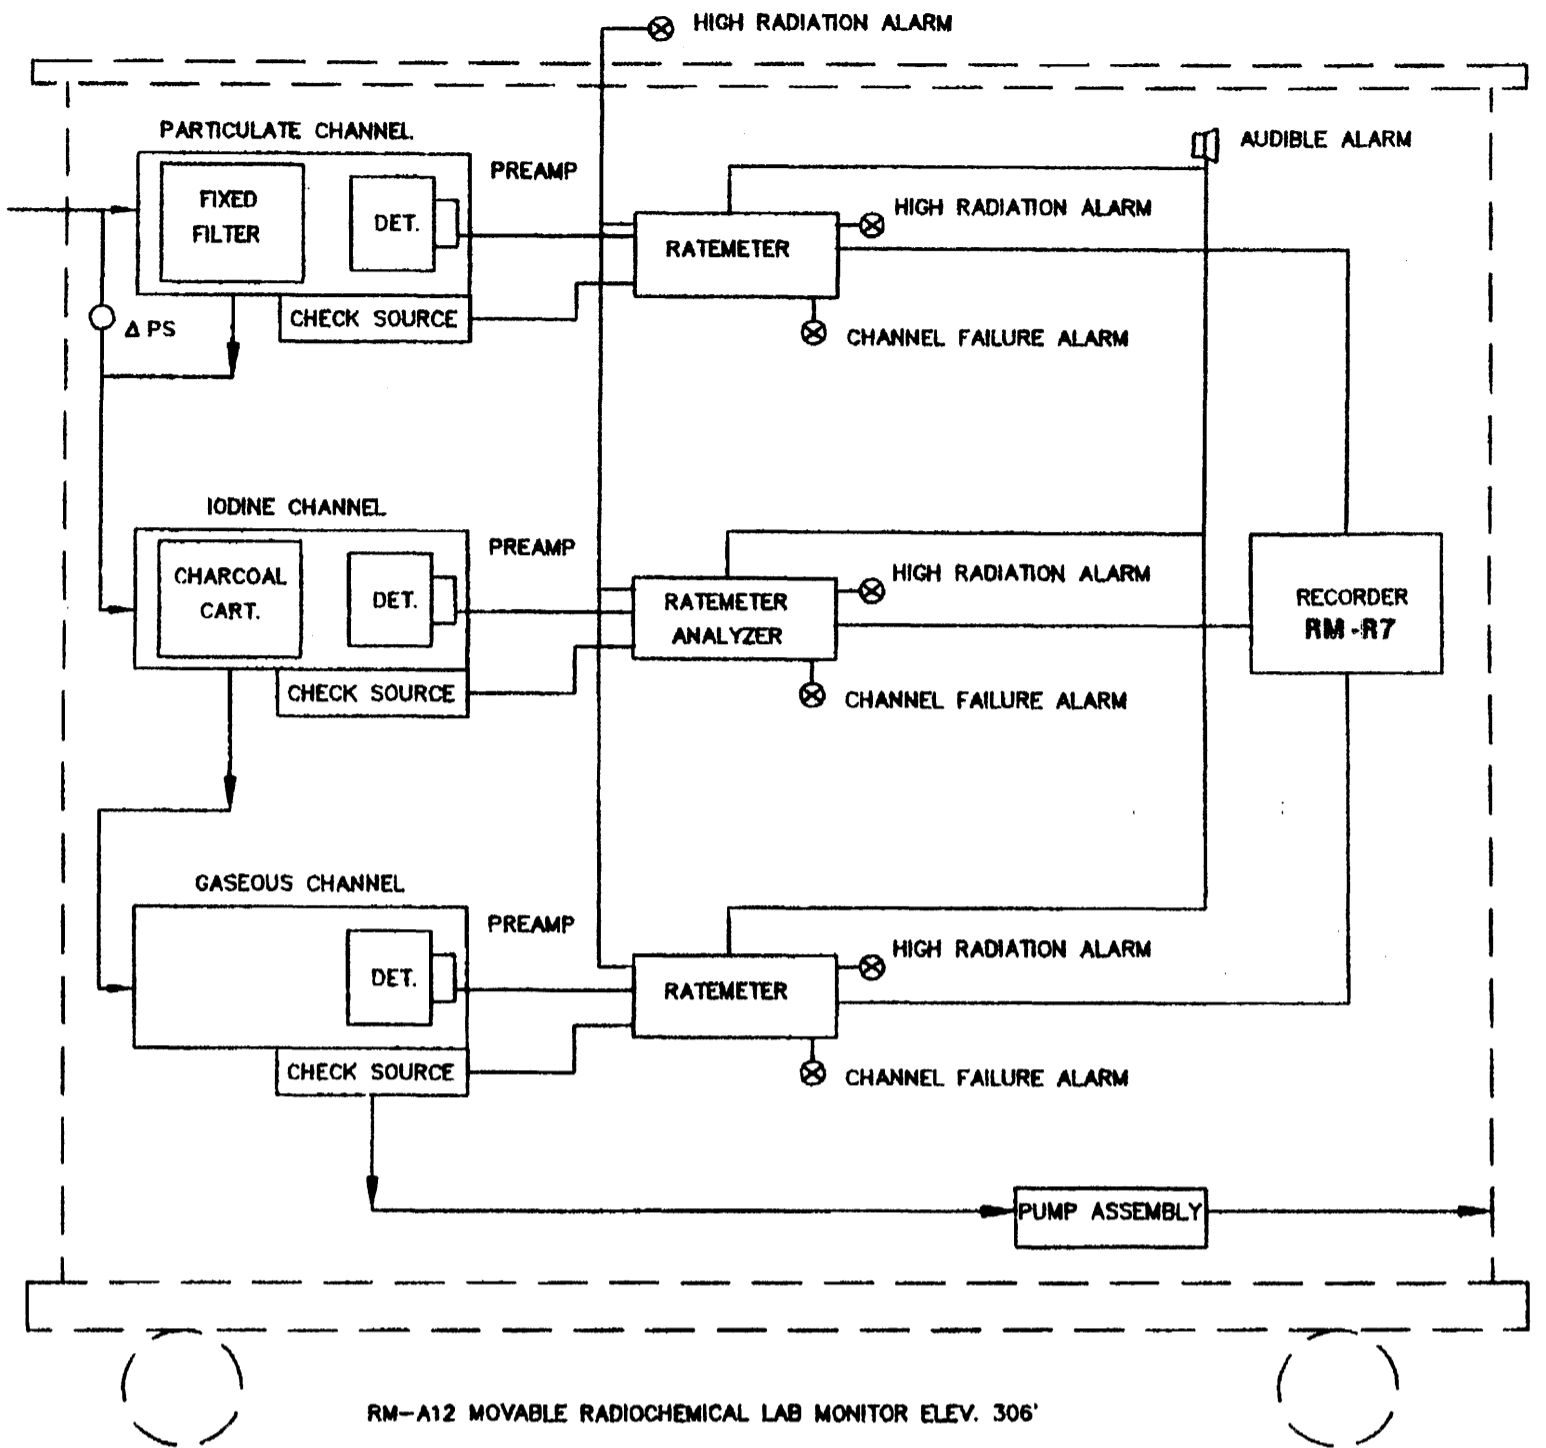 HIGH RADIATION ALARM
AUDIBLE ALARM
PARTICULATE CHANNEL
PREAMP
FIXED
FILTER
DET.
RATEMETER
HIGH RADIATION ALARM
CHECK SOURCE
Δ PS
CHANNEL FAILURE ALARM
IODINE CHANNEL
PREAMP
CHARCOAL
CART.
DET.
RATEMETER
ANALYZER
HIGH RADIATION ALARM
RECORDER
RM-R7
CHECK SOURCE
CHANNEL FAILURE ALARM
GASEOUS CHANNEL
PREAMP
DET.
RATEMETER
HIGH RADIATION ALARM
CHECK SOURCE
CHANNEL FAILURE ALARM
PUMP ASSEMBLY
RM-A12 MOVABLE RADIOCHEMICAL LAB MONITOR ELEV. 306'